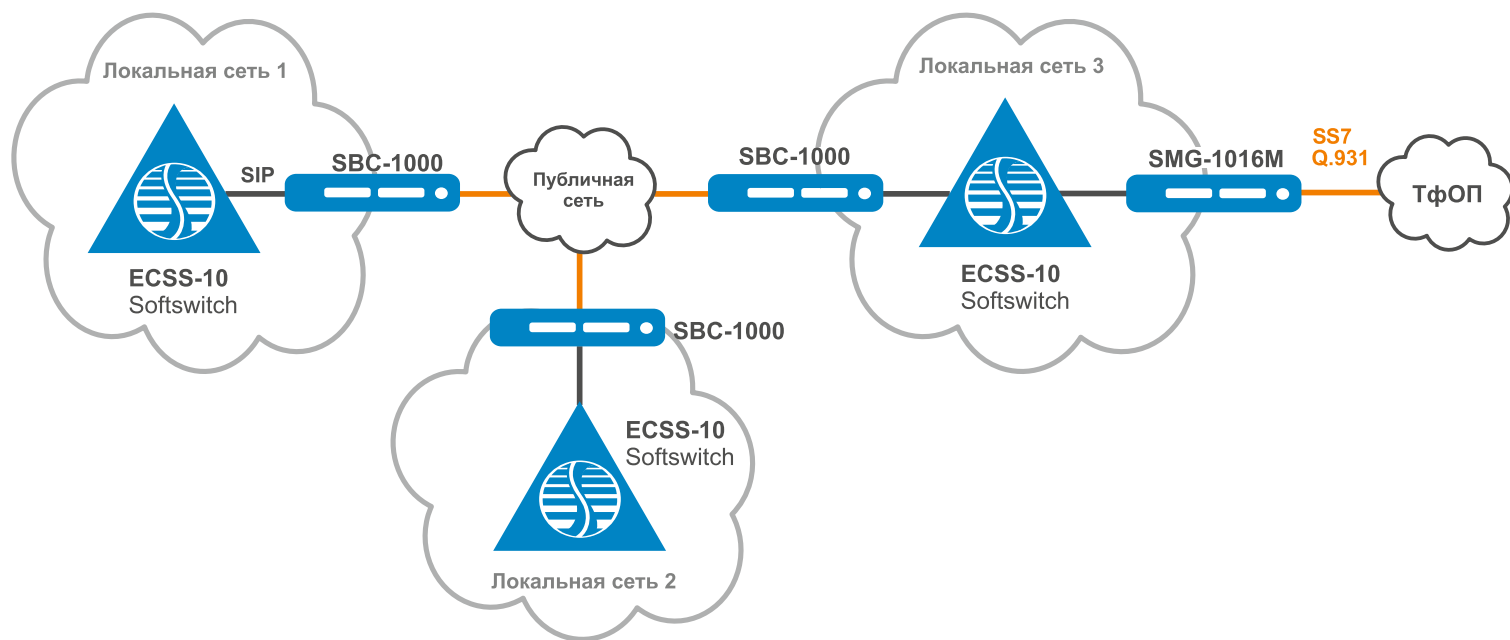 Локальная сеть 1
SIP
SBC-1000
ECSS-10
Softswitch
Публичная
сеть
Локальная сеть 3
SBC-1000
ECSS-10
Softswitch
SMG-1016M
SS7
Q.931
ТфОП
SBC-1000
ECSS-10
Softswitch
Локальная сеть 2